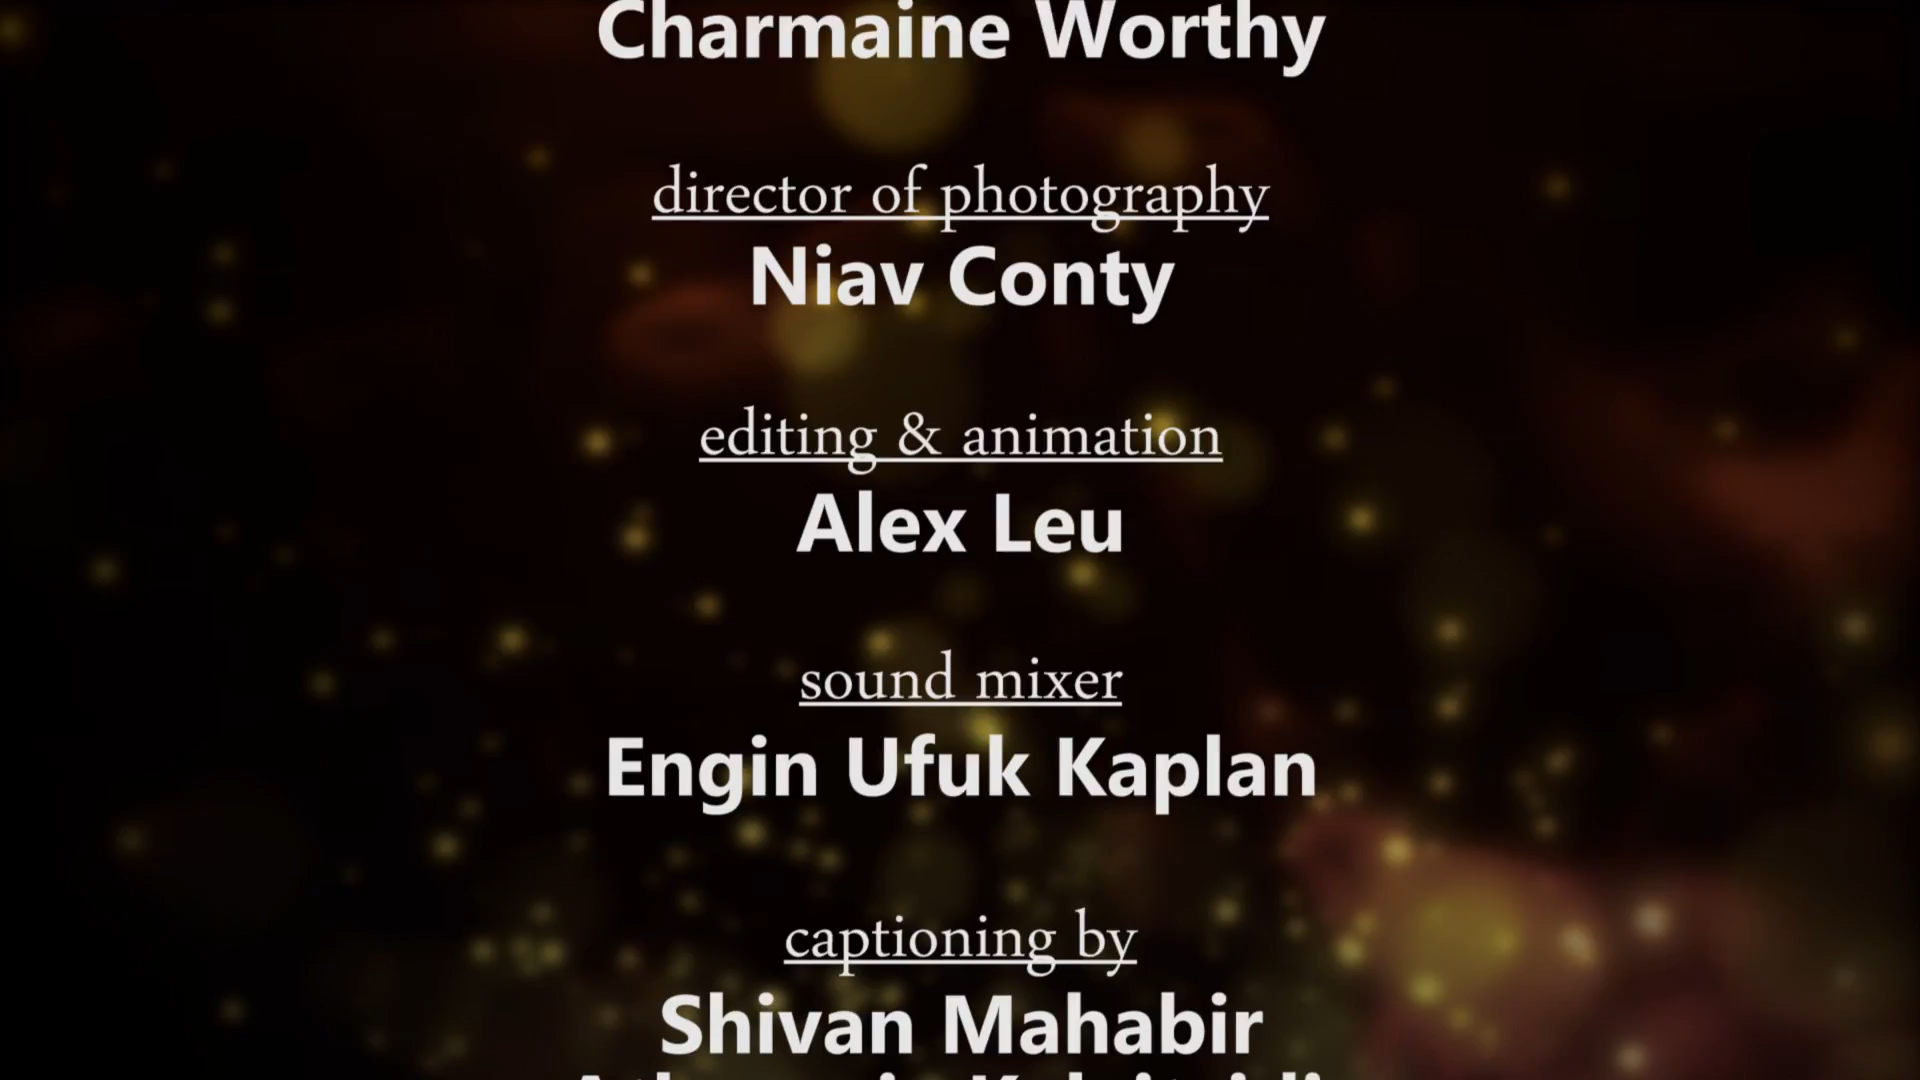 Charmaine Worthy
director of photography
Niav Conty
editing & animation
Alex Leu
sound mixer
Engin Ufuk Kaplan
captioning by
Shivan Mahabir